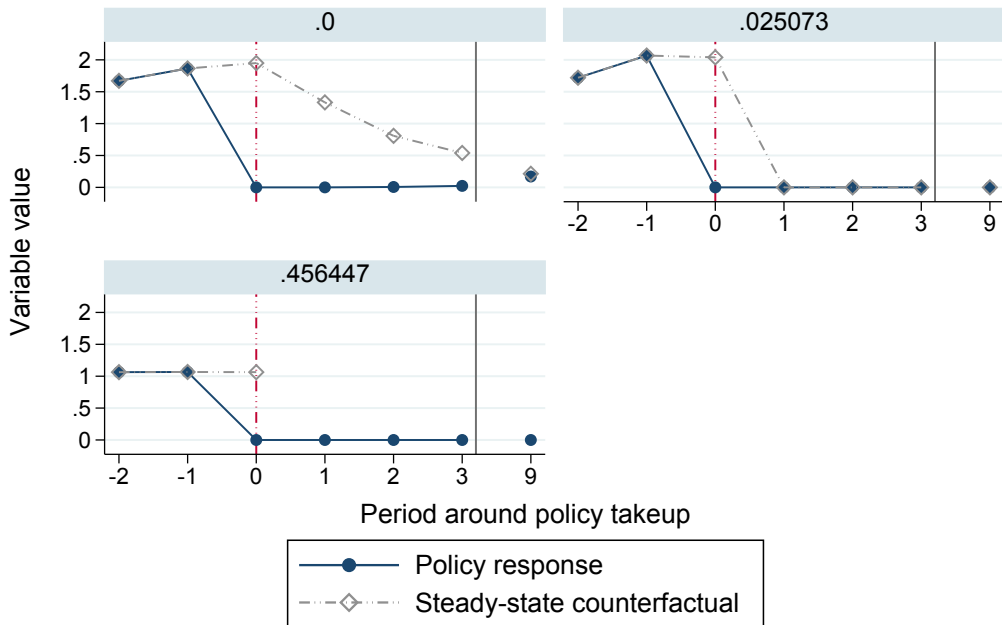 .0
.025073
2
1.5
1
.5
0
-2 -1 0 1 2 3 9
.456447
2
1.5
1
.5
0
-2 -1 0 1 2 3 9
Variable value
Period around policy takeup
Policy response
Steady-state counterfactual